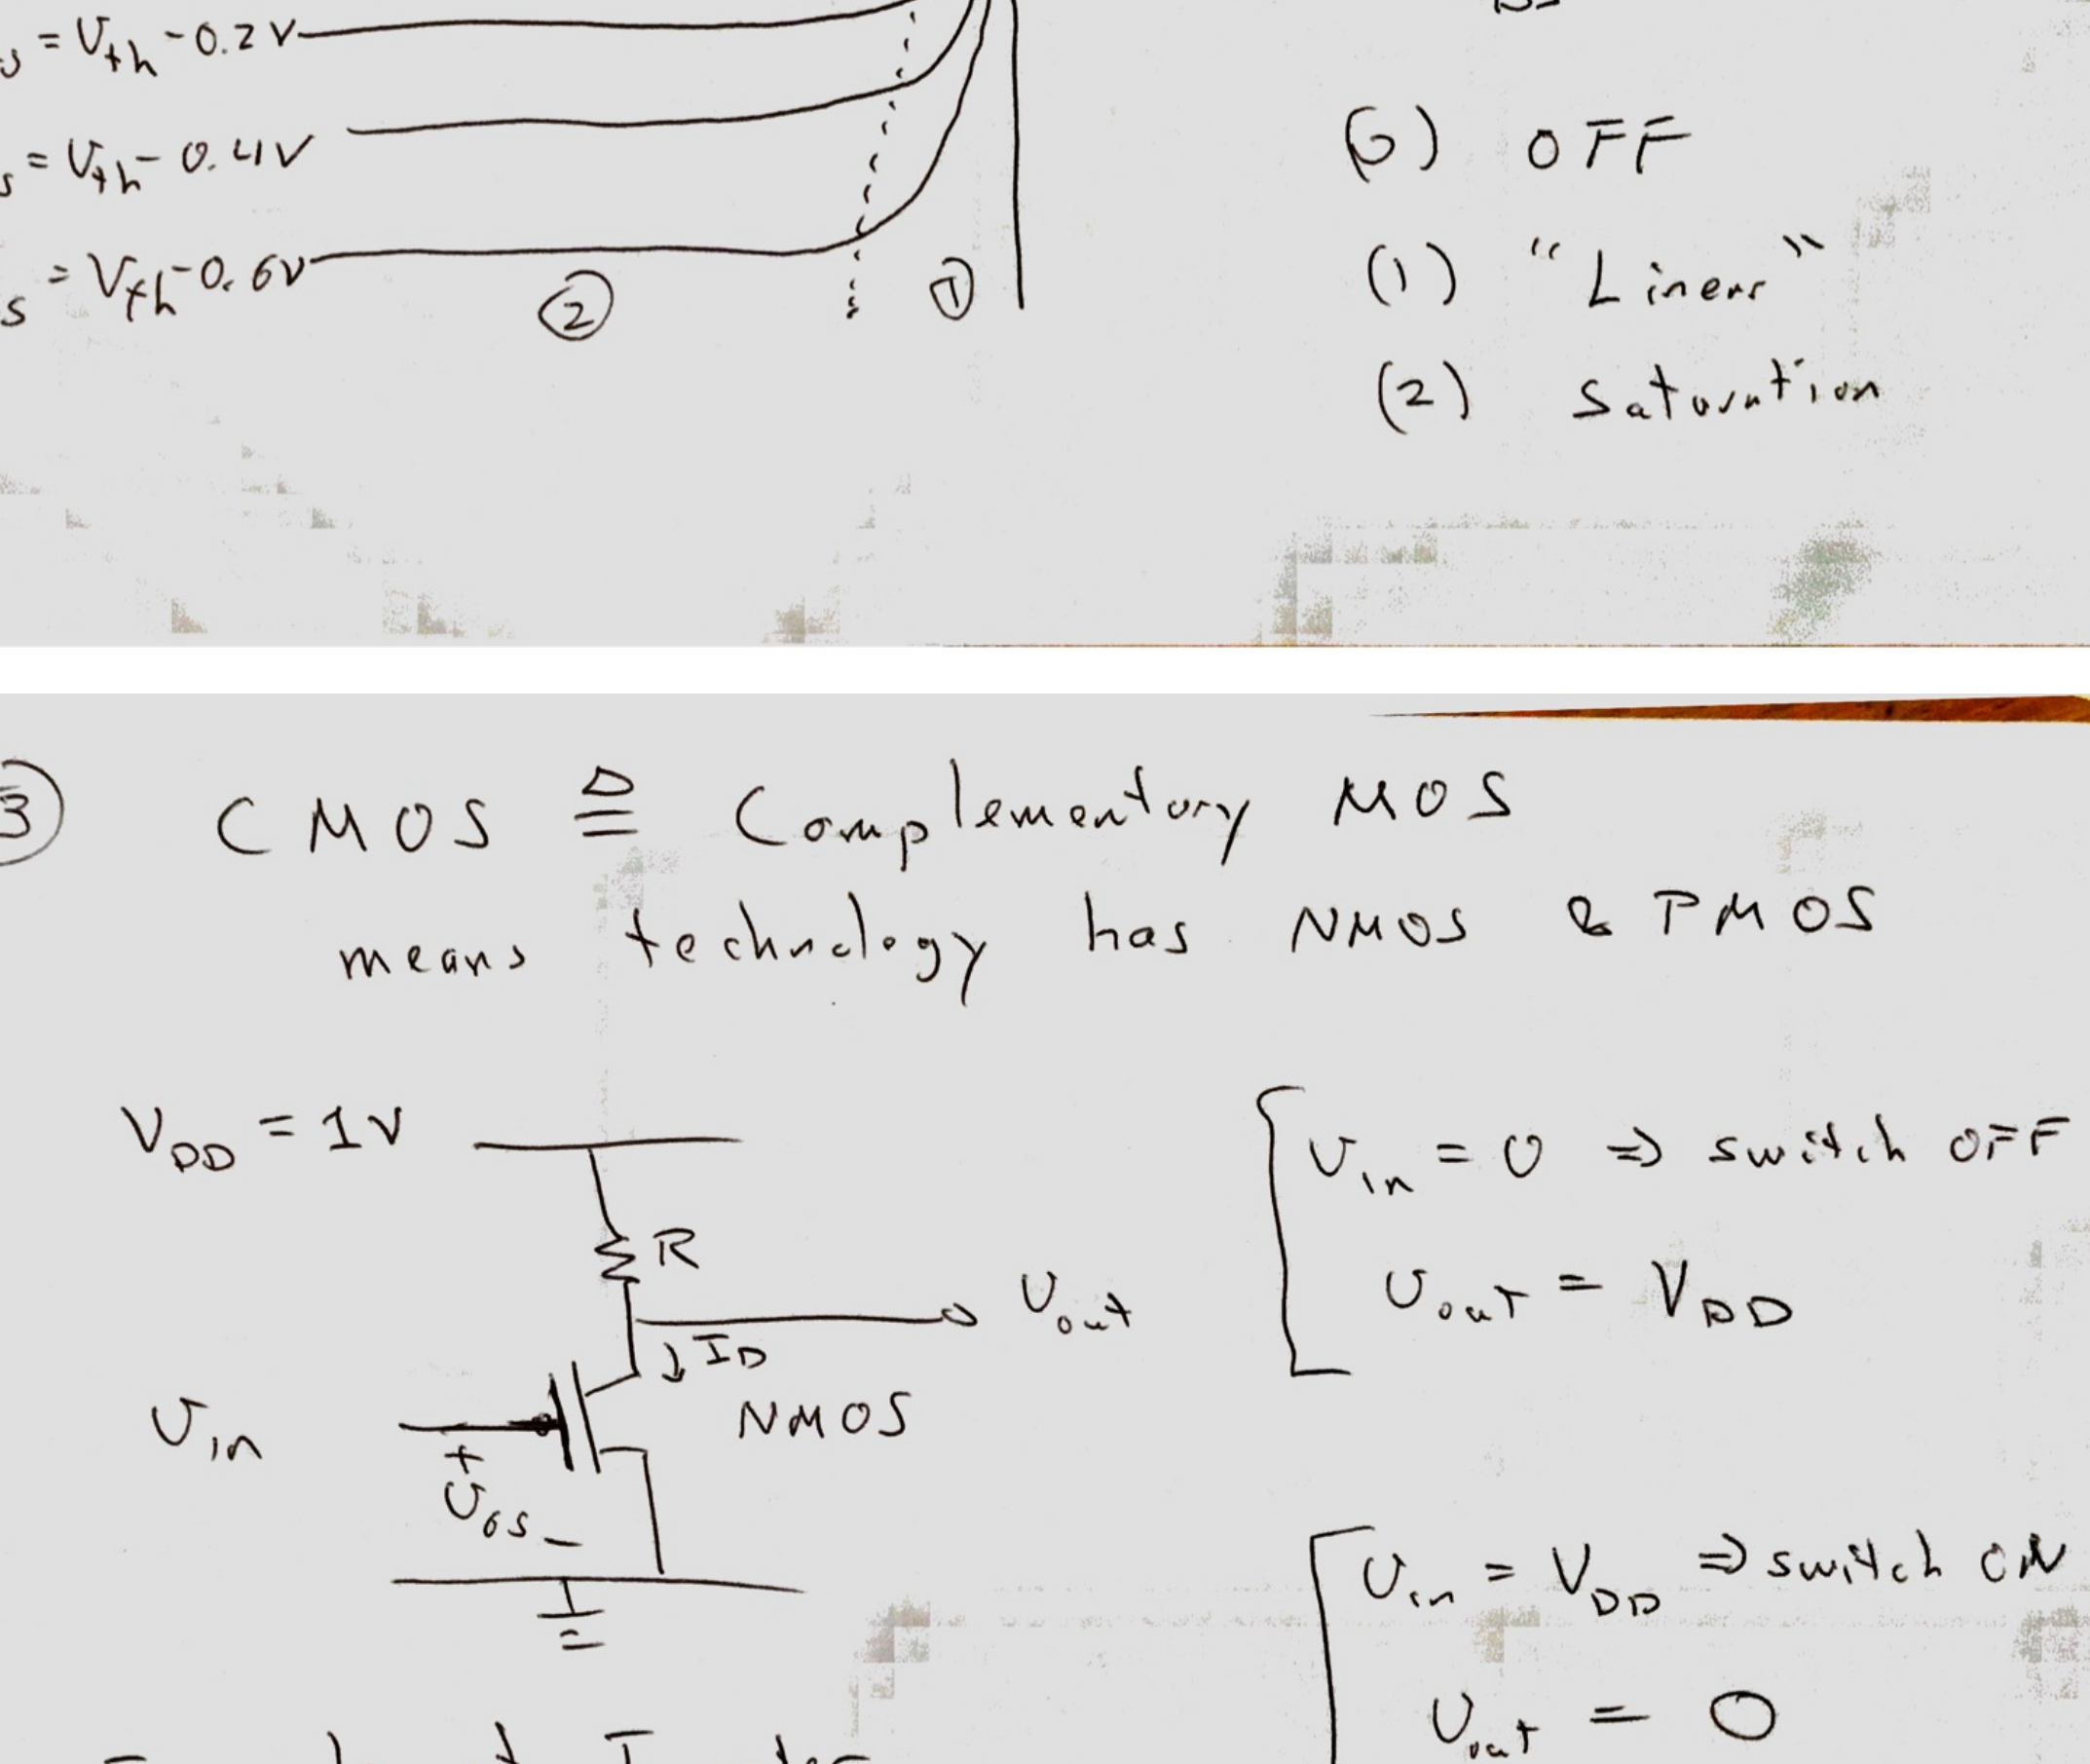 s = Vth - 0.2V
s = Vth - 0.4V
s = Vth - 0.6V
② ①
(0) OFF
(1) "Linear"
(2) Saturation
③ CMOS ≜ Complementary MOS
means technology has NMOS & PMOS
VDD = 1V
R
Vout
↓ ID
NMOS
Vin
+
VGS
-
Vin = 0 ⇒ switch OFF
Vout = VDD
Vin = VDD ⇒ switch ON
Vout = 0